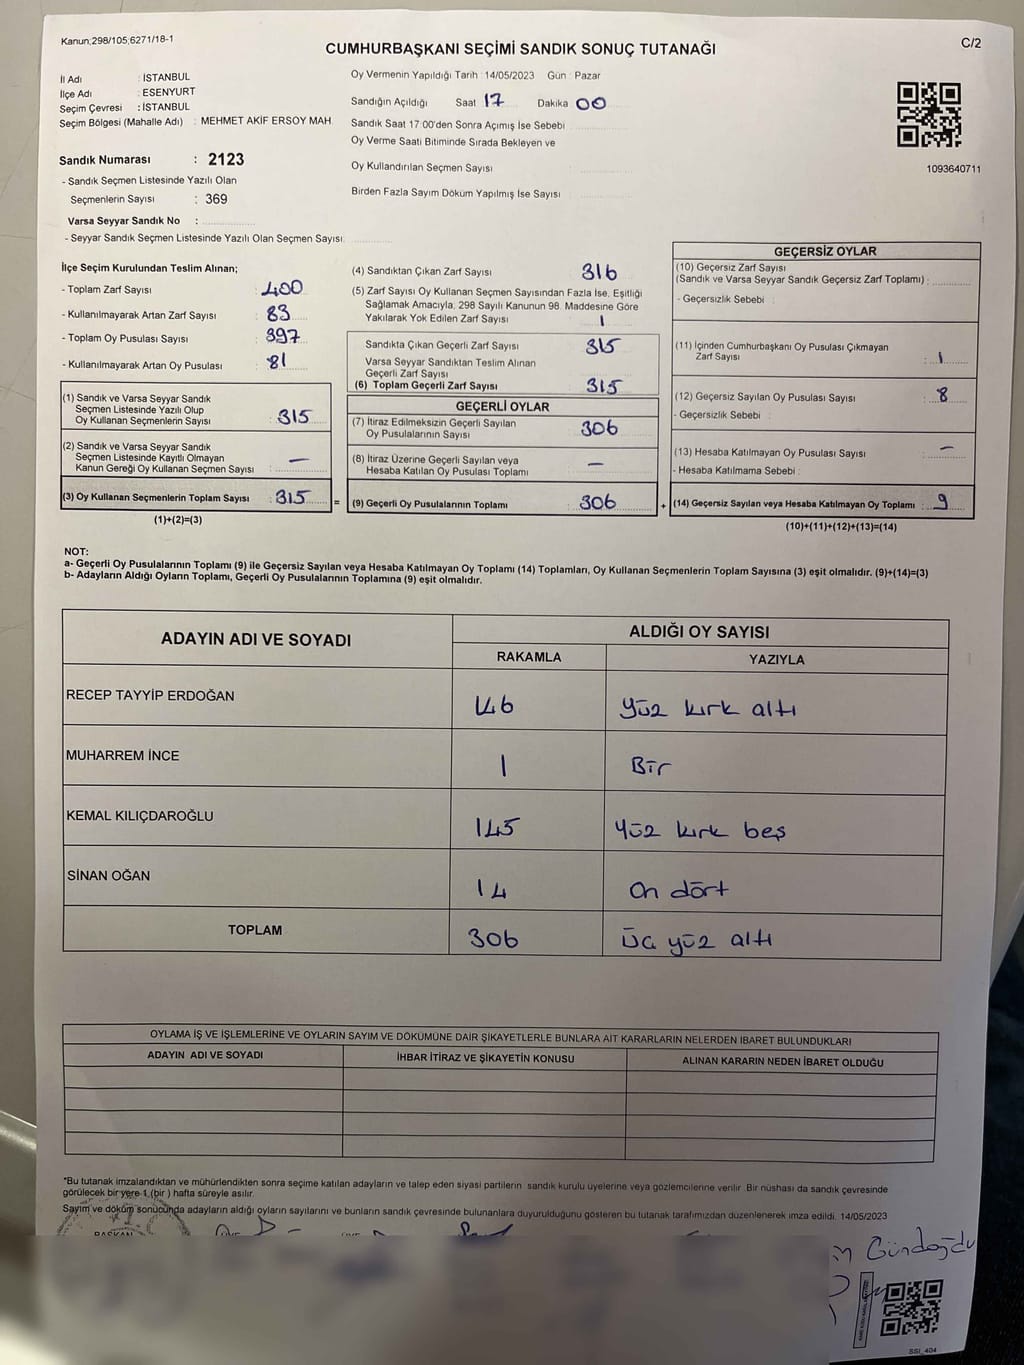 Kanun;298/105;6271/18-1
C/2
CUMHURBAŞKANI SEÇİMİ SANDIK SONUÇ TUTANAĞI
İl Adı : İSTANBUL
İlçe Adı : ESENYURT
Seçim Çevresi : İSTANBUL
Seçim Bölgesi (Mahalle Adı) : MEHMET AKİF ERSOY MAH.
Sandık Numarası : 2123
- Sandık Seçmen Listesinde Yazılı Olan
Seçmenlerin Sayısı : 369
Varsa Seyyar Sandık No :
- Seyyar Sandık Seçmen Listesinde Yazılı Olan Seçmen Sayısı:
Oy Vermenin Yapıldığı Tarih : 14/05/2023 Gün : Pazar
Sandığın Açıldığı Saat 17 Dakika 00
Sandık Saat 17:00'den Sonra Açımış İse Sebebi :
Oy Verme Saati Bitiminde Sırada Bekleyen ve
Oy Kullandırılan Seçmen Sayısı :
Birden Fazla Sayım Döküm Yapılmış İse Sayısı :
1093640711
İlçe Seçim Kurulundan Teslim Alınan;
- Toplam Zarf Sayısı : 400
- Kullanılmayarak Artan Zarf Sayısı : 83
- Toplam Oy Pusulası Sayısı : 397
- Kullanılmayarak Artan Oy Pusulası : 81
(1) Sandık ve Varsa Seyyar Sandık
Seçmen Listesinde Yazılı Olup
Oy Kullanan Seçmenlerin Sayısı : 315
(2) Sandık ve Varsa Seyyar Sandık
Seçmen Listesinde Kayıtlı Olmayan
Kanun Gereği Oy Kullanan Seçmen Sayısı : —
(3) Oy Kullanan Seçmenlerin Toplam Sayısı : 315
(1)+(2)=(3)
=
(4) Sandıktan Çıkan Zarf Sayısı 316
(5) Zarf Sayısı Oy Kullanan Seçmen Sayısından Fazla İse, Eşitliği
Sağlamak Amacıyla, 298 Sayılı Kanunun 98. Maddesine Göre
Yakılarak Yok Edilen Zarf Sayısı : 1
Sandıkta Çıkan Geçerli Zarf Sayısı : 315
Varsa Seyyar Sandıktan Teslim Alınan
Geçerli Zarf Sayısı :
(6) Toplam Geçerli Zarf Sayısı : 315
GEÇERLİ OYLAR
(7) İtiraz Edilmeksizin Geçerli Sayılan
Oy Pusulalarının Sayısı : 306
(8) İtiraz Üzerine Geçerli Sayılan veya
Hesaba Katılan Oy Pusulaları Toplamı : —
(9) Geçerli Oy Pusulalarının Toplamı : 306
+
GEÇERSİZ OYLAR
(10) Geçersiz Zarf Sayısı
(Sandık ve Varsa Seyyar Sandık Geçersiz Zarf Toplamı) :
- Geçersizlik Sebebi :
(11) İçinden Cumhurbaşkanı Oy Pusulası Çıkmayan
Zarf Sayısı : 1
(12) Geçersiz Sayılan Oy Pusulası Sayısı : 8
- Geçersizlik Sebebi :
(13) Hesaba Katılmayan Oy Pusulası Sayısı : —
- Hesaba Katılmama Sebebi :
(14) Geçersiz Sayılan veya Hesaba Katılmayan Oy Toplamı : 9
(10)+(11)+(12)+(13)=(14)
NOT:
a- Geçerli Oy Pusulalarının Toplamı (9) ile Geçersiz Sayılan veya Hesaba Katılmayan Oy Toplamı (14) Toplamları, Oy Kullanan Seçmenlerin Toplam Sayısına (3) eşit olmalıdır. (9)+(14)=(3)
b- Adayların Aldığı Oyların Toplamı, Geçerli Oy Pusulalarının Toplamına (9) eşit olmalıdır.
ADAYIN ADI VE SOYADI
ALDIĞI OY SAYISI
RAKAMLA YAZIYLA
RECEP TAYYİP ERDOĞAN 146 yüz kırk altı
MUHARREM İNCE 1 Bir
KEMAL KILIÇDAROĞLU 145 yüz kırk beş
SİNAN OĞAN 14 On dört
TOPLAM 306 üç yüz altı
OYLAMA İŞ VE İŞLEMLERİNE VE OYLARIN SAYIM VE DÖKÜMÜNE DAİR ŞİKAYETLERLE BUNLARA AİT KARARLARIN NELERDEN İBARET BULUNDUKLARI
ADAYIN ADI VE SOYADI İHBAR İTİRAZ VE ŞİKAYETİN KONUSU ALINAN KARARIN NEDEN İBARET OLDUĞU
*Bu tutanak imzalandıktan ve mühürlendikten sonra seçime katılan adayların ve talep eden siyasi partilerin sandık kurulu üyelerine veya gözlemcilerine verilir. Bir nüshası da sandık çevresinde
görülecek bir yere 1 (bir ) hafta süreyle asılır.
Sayım ve döküm sonucunda adayların aldığı oyların sayılarını ve bunların sandık çevresinde bulunanlara duyurulduğunu gösteren bu tutanak tarafımızdan düzenlenerek imza edildi. 14/05/2023
BAŞKAN
Gündoğdu
SSI_404